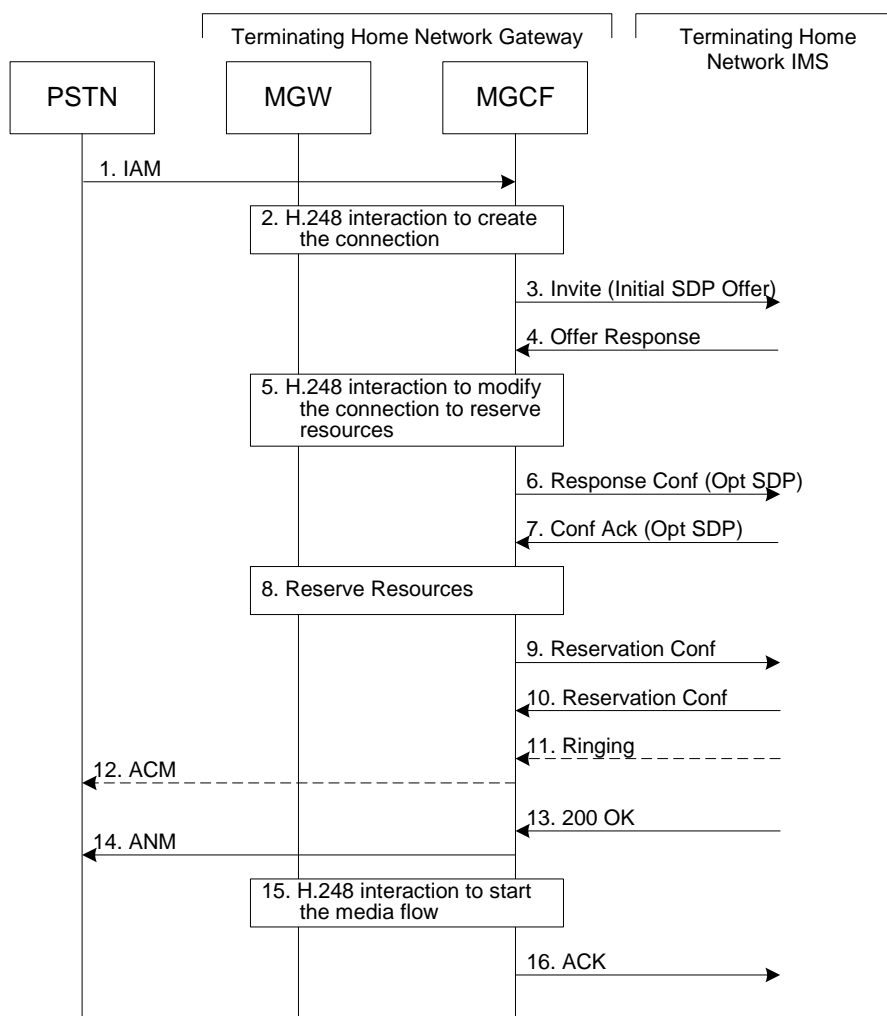 Terminating Home Network Gateway
Terminating Home
Network IMS
PSTN
MGW
MGCF
1. IAM
2. H.248 interaction to create
the connection
3. Invite (Initial SDP Offer)
4. Offer Response
5. H.248 interaction to modify
the connection to reserve
resources
6. Response Conf (Opt SDP)
7. Conf Ack (Opt SDP)
8. Reserve Resources
9. Reservation Conf
10. Reservation Conf
11. Ringing
12. ACM
13. 200 OK
14. ANM
15. H.248 interaction to start
the media flow
16. ACK